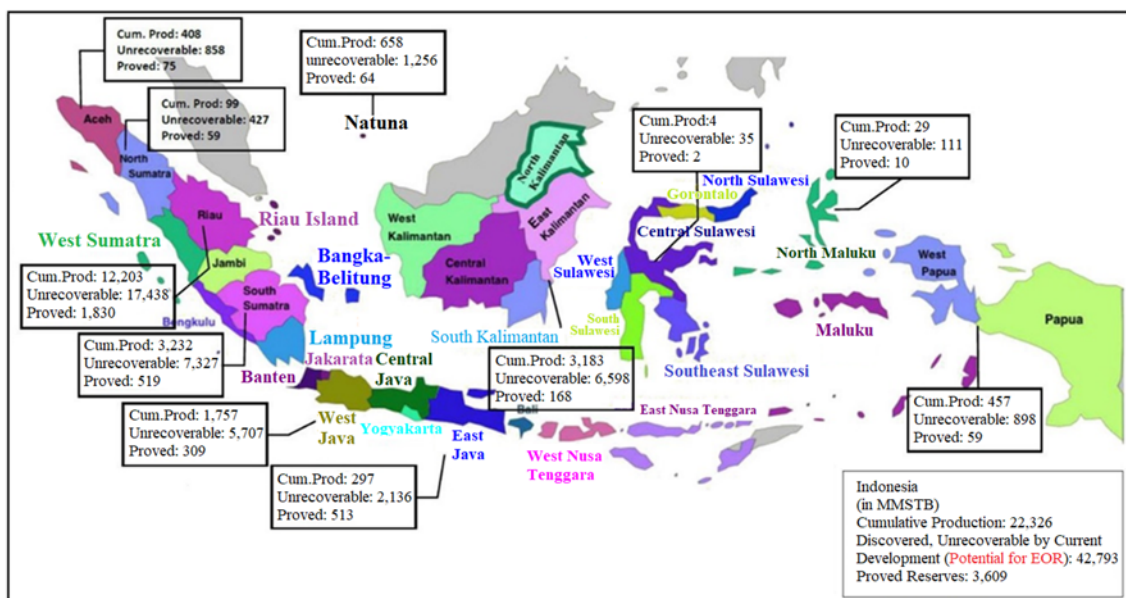 Cum. Prod: 408
Unrecoverable: 858
Proved: 75
Cum.Prod: 658
unrecoverable: 1,256
Proved: 64
Natuna
Cum. Prod: 99
Unrecoverable: 427
Proved: 59
Cum.Prod:4
Unrecoverable: 35
Proved: 2
Cum.Prod: 29
Unrecoverable: 111
Proved: 10
Aceh
North
Sumatra
Riau
Riau Island
West Sumatra
Jambi
Bangka-
Belitung
South
Sumatra
Bengkulu
Lampung
North
Kalimantan
West
Kalimantan
East
Kalimantan
Central
Kalimantan
South Kalimantan
North Sulawesi
Gorontalo
Central Sulawesi
West
Sulawesi
South
Sulawesi
Southeast Sulawesi
North Maluku
Maluku
West
Papua
Papua
Cum.Prod: 12,203
Unrecoverable: 17,438
Proved: 1,830
Cum.Prod: 3,232
Unrecoverable: 7,327
Proved: 519
Cum.Prod: 3,183
Unrecoverable: 6,598
Proved: 168
Jakarata
Banten
Central
Java
West
Java
Yogyakarta
East
Java
Bali
West Nusa
Tenggara
East Nusa Tenggara
Cum.Prod: 1,757
Unrecoverable: 5,707
Proved: 309
Cum.Prod: 297
Unrecoverable: 2,136
Proved: 513
Cum.Prod: 457
Unrecoverable: 898
Proved: 59
Indonesia
(in MMSTB)
Cumulative Production: 22,326
Discovered, Unrecoverable by Current
Development (Potential for EOR): 42,793
Proved Reserves: 3,609